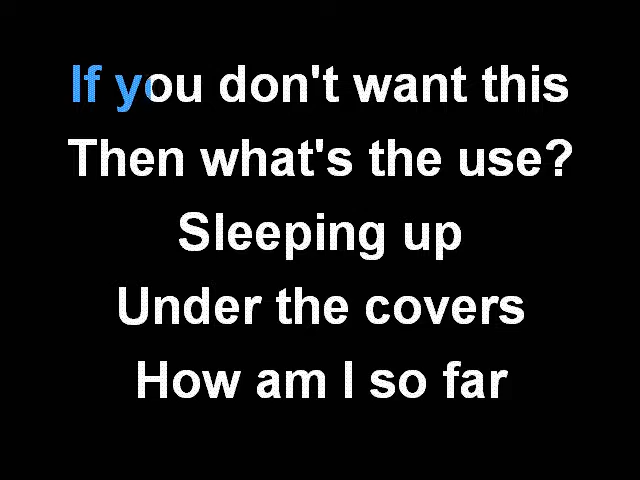 If you don't want this
Then what's the use?
Sleeping up
Under the covers
How am I so far